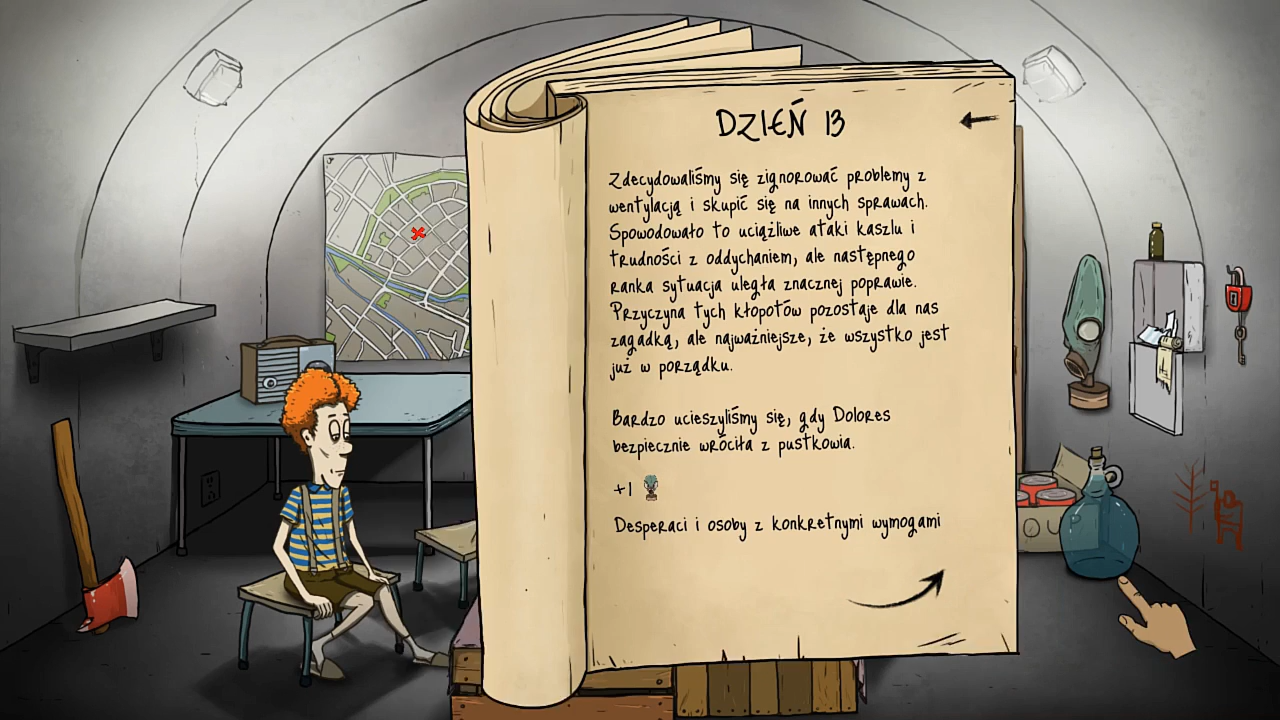 DZIEŃ 13
Zdecydowaliśmy się zignorować problemy z
wentylacją i skupić się na innych sprawach.
Spowodowało to uciążliwe ataki kaszlu i
trudności z oddychaniem, ale następnego
ranka sytuacja uległa znacznej poprawie.
Przyczyna tych kłopotów pozostaje dla nas
zagadką, ale najważniejsze, że wszystko jest
już w porządku.
Bardzo ucieszyliśmy się, gdy Dolores
bezpiecznie wróciła z pustkowia.
+1
Desperaci i osoby z konkretnymi wymogami